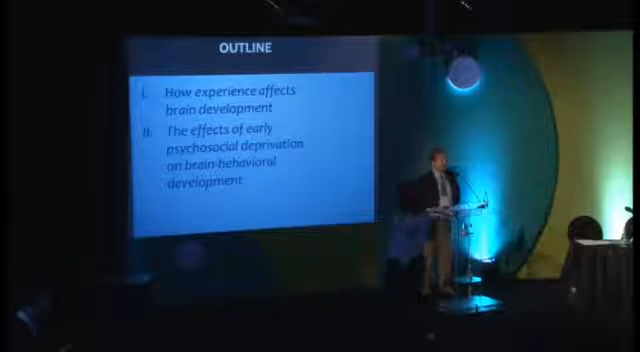 OUTLINE
I. How experience affects
brain development
II. The effects of early
psychosocial deprivation
on brain-behavioral
development